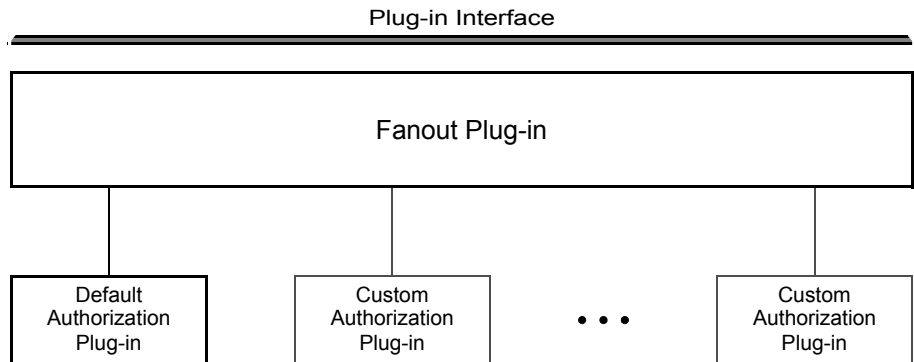 Plug-in Interface
Fanout Plug-in
Default
Authorization
Plug-in
Custom
Authorization
Plug-in
• • •
Custom
Authorization
Plug-in